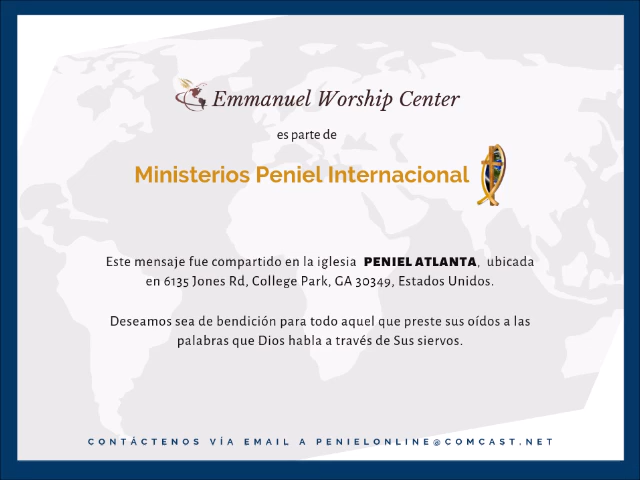 Emmanuel Worship Center
es parte de
Ministerios Peniel Internacional
Este mensaje fue compartido en la iglesia PENIEL ATLANTA, ubicada
en 6135 Jones Rd, College Park, GA 30349, Estados Unidos.
Deseamos sea de bendición para todo aquel que preste sus oídos a las
palabras que Dios habla a través de Sus siervos.
CONTÁCTENOS VÍA EMAIL A PENIELONLINE@COMCAST.NET